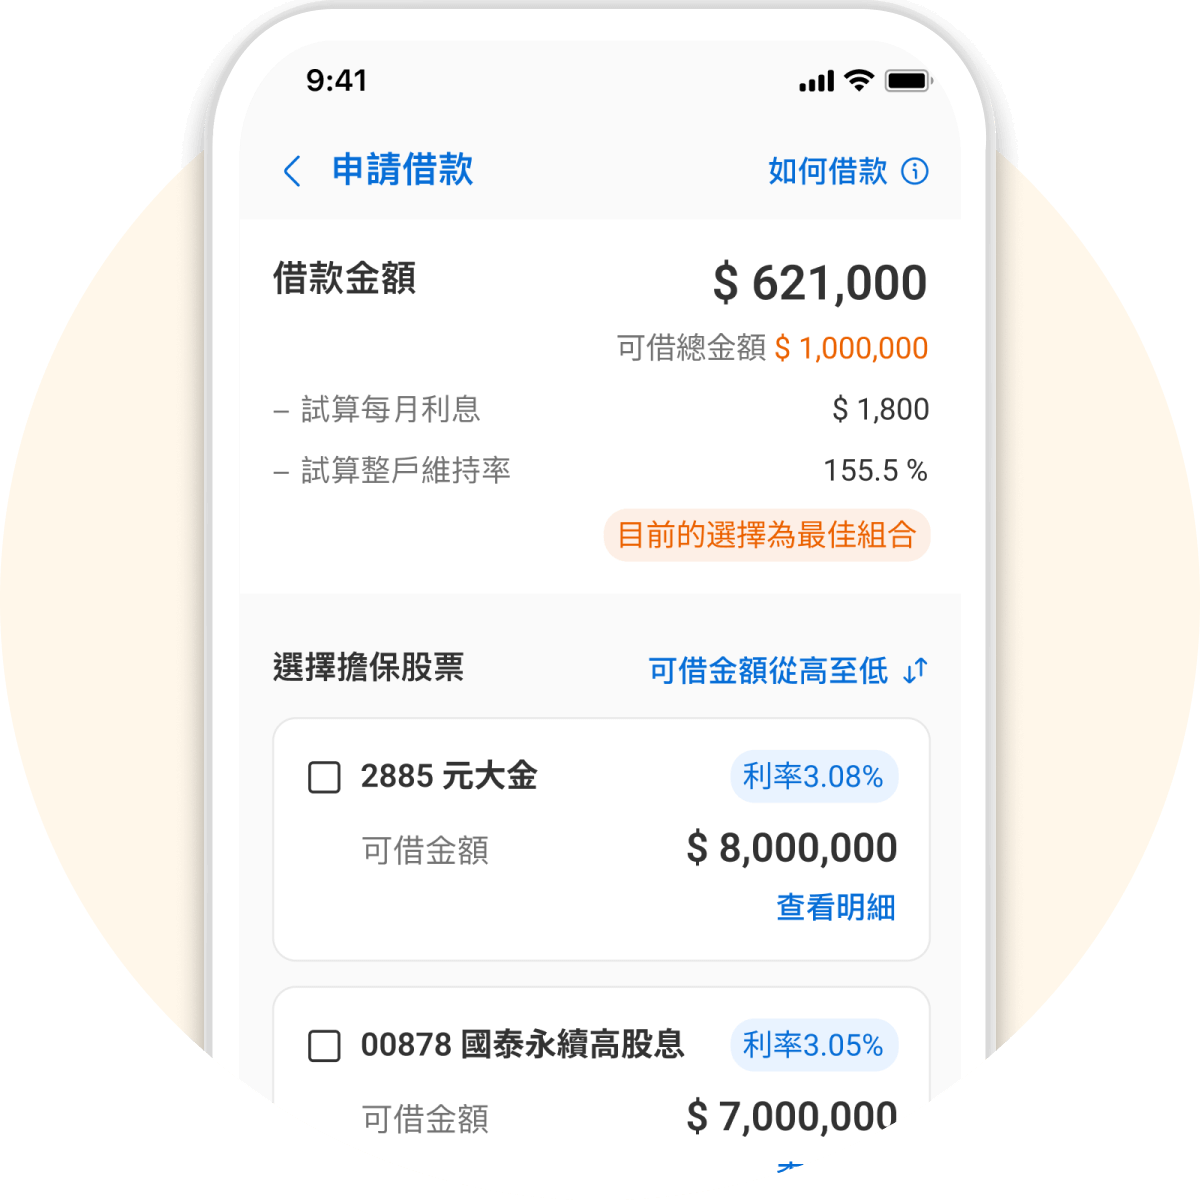 9:41
申請借款 如何借款
借款金額 $ 621,000
可借總金額 $ 1,000,000
– 試算每月利息 $ 1,800
– 試算整戶維持率 155.5 %
目前的選擇為最佳組合
選擇擔保股票 可借金額從高至低
2885 元大金 利率3.08%
可借金額 $ 8,000,000
查看明細
00878 國泰永續高股息 利率3.05%
可借金額 $ 7,000,000